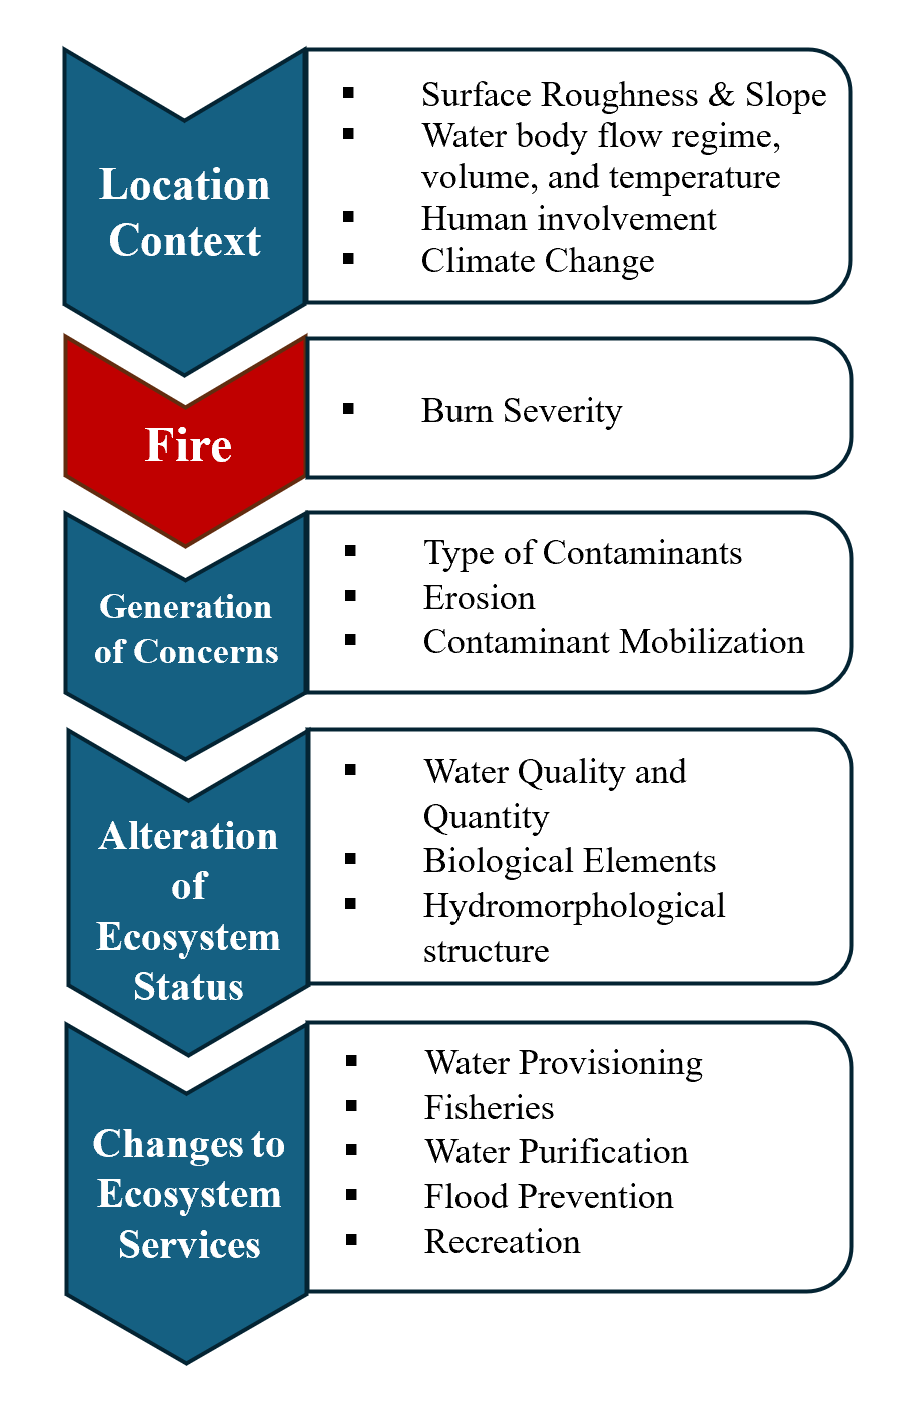 Location
Context
▪ Surface Roughness & Slope
▪ Water body flow regime,
volume, and temperature
▪ Human involvement
▪ Climate Change
Fire
▪ Burn Severity
Generation
of Concerns
▪ Type of Contaminants
▪ Erosion
▪ Contaminant Mobilization
Alteration
of
Ecosystem
Status
▪ Water Quality and
Quantity
▪ Biological Elements
▪ Hydromorphological
structure
Changes to
Ecosystem
Services
▪ Water Provisioning
▪ Fisheries
▪ Water Purification
▪ Flood Prevention
▪ Recreation